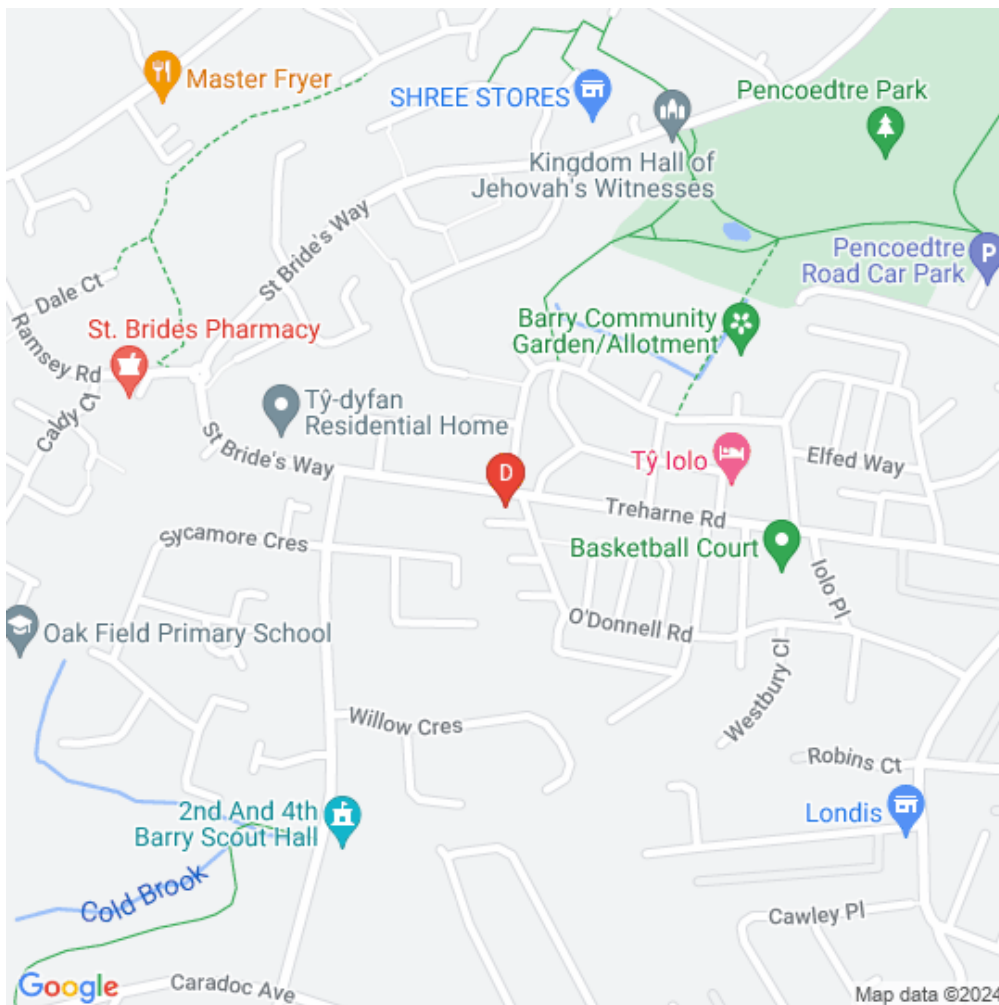 Master Fryer
SHREE STORES
Pencoedtre Park
Kingdom Hall of
Jehovah's Witnesses
St Bride's Way
Pencoedtre
Road Car Park
P
Dale Ct
Ramsey Rd
St. Brides Pharmacy
Barry Community
Garden/Allotment
Caldy Cl
Tŷ-dyfan
Residential Home
St Bride's Way
Tŷ Iolo
Elfed Way
D
Treharne Rd
Sycamore Cres
Basketball Court
Iolo Pl
Oak Field Primary School
O'Donnell Rd
Westbury Cl
Willow Cres
Robins Ct
2nd And 4th
Barry Scout Hall
Londis
Cold Brook
Cawley Pl
Caradoc Ave
Google
Map data ©2024